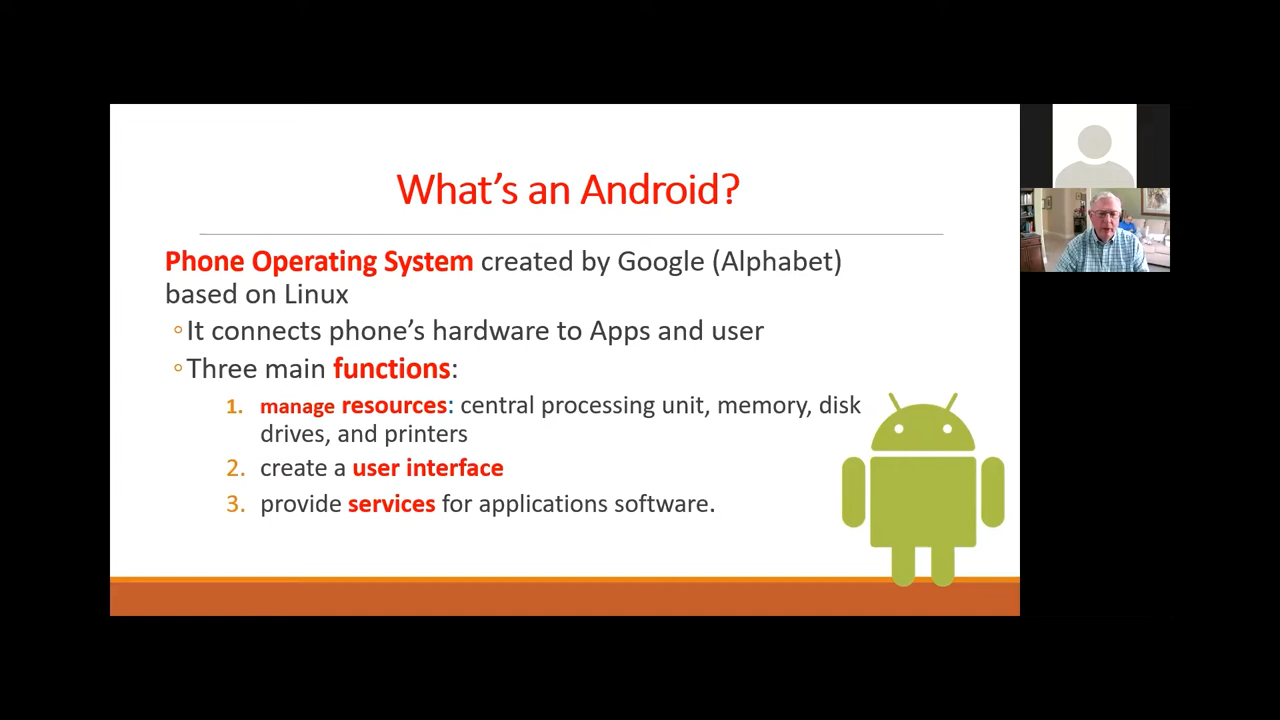 What's an Android?
Phone Operating System created by Google (Alphabet)
based on Linux
◦It connects phone's hardware to Apps and user
◦Three main functions:
1. manage resources: central processing unit, memory, disk
drives, and printers
2. create a user interface
3. provide services for applications software.